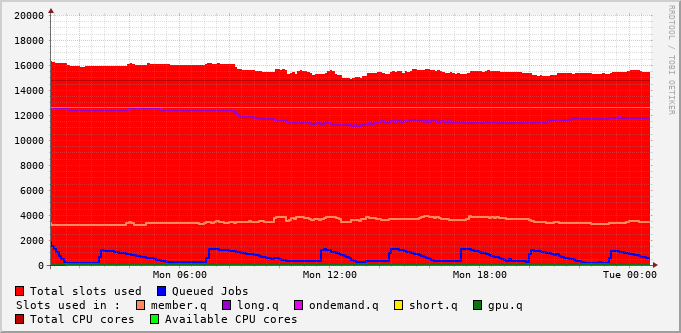 RRDTOOL / TOBI OETIKER
20000
18000
16000
14000
12000
10000
8000
6000
4000
2000
0
Mon 06:00 Mon 12:00 Mon 18:00 Tue 00:00
Total slots used Queued Jobs
Slots used in : member.q long.q ondemand.q short.q gpu.q
Total CPU cores Available CPU cores